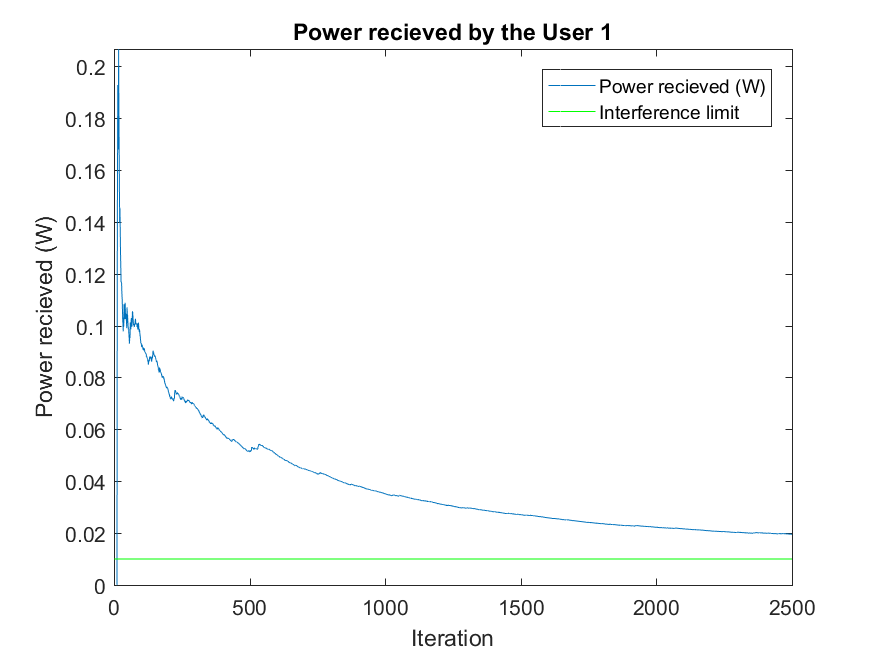 Power recieved by the User 1
Power recieved (W)
Interference limit
Power recieved (W)
0.2
0.18
0.16
0.14
0.12
0.1
0.08
0.06
0.04
0.02
0
0 500 1000 1500 2000 2500
Iteration